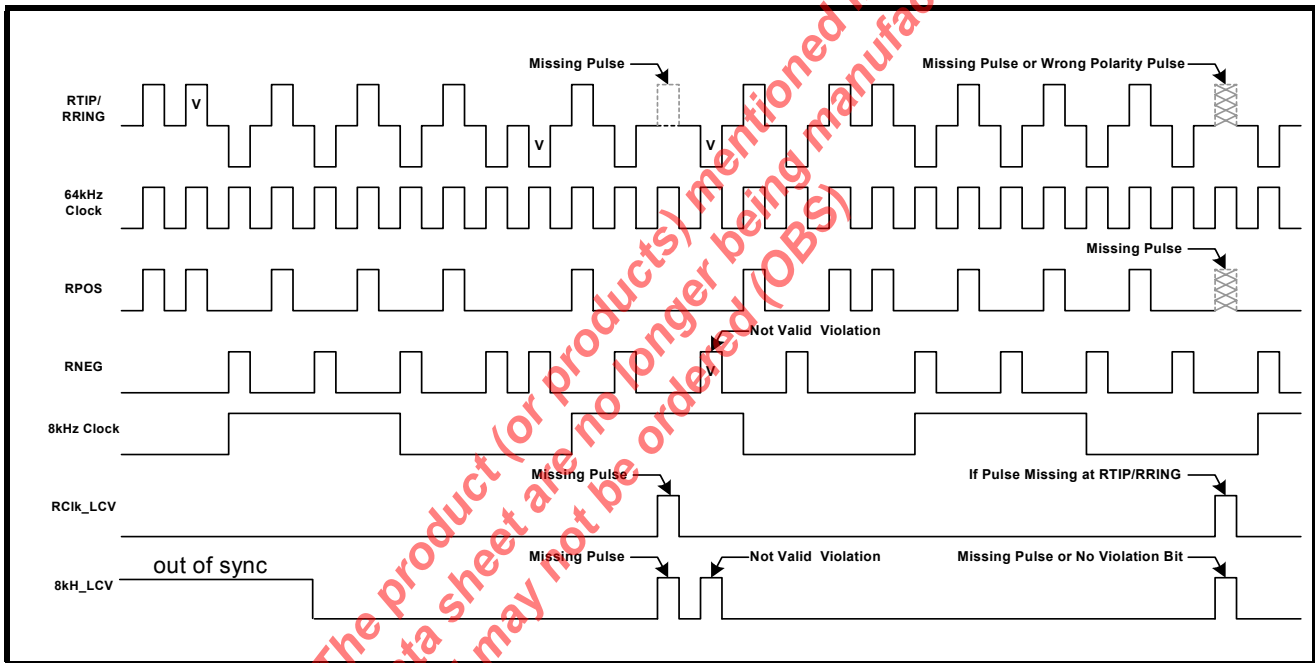 Missing Pulse
Missing Pulse or Wrong Polarity Pulse
RTIP/
RRING
V
V
V
64kHz
Clock
Missing Pulse
RPOS
Not Valid Violation
RNEG
V
8kHz Clock
Missing Pulse
If Pulse Missing at RTIP/RRING
RClk_LCV
Missing Pulse
Not Valid Violation
Missing Pulse or No Violation Bit
out of sync
8kH_LCV
The product (or products) mentioned
sheet are no longer being
may not be ordered (OBS)